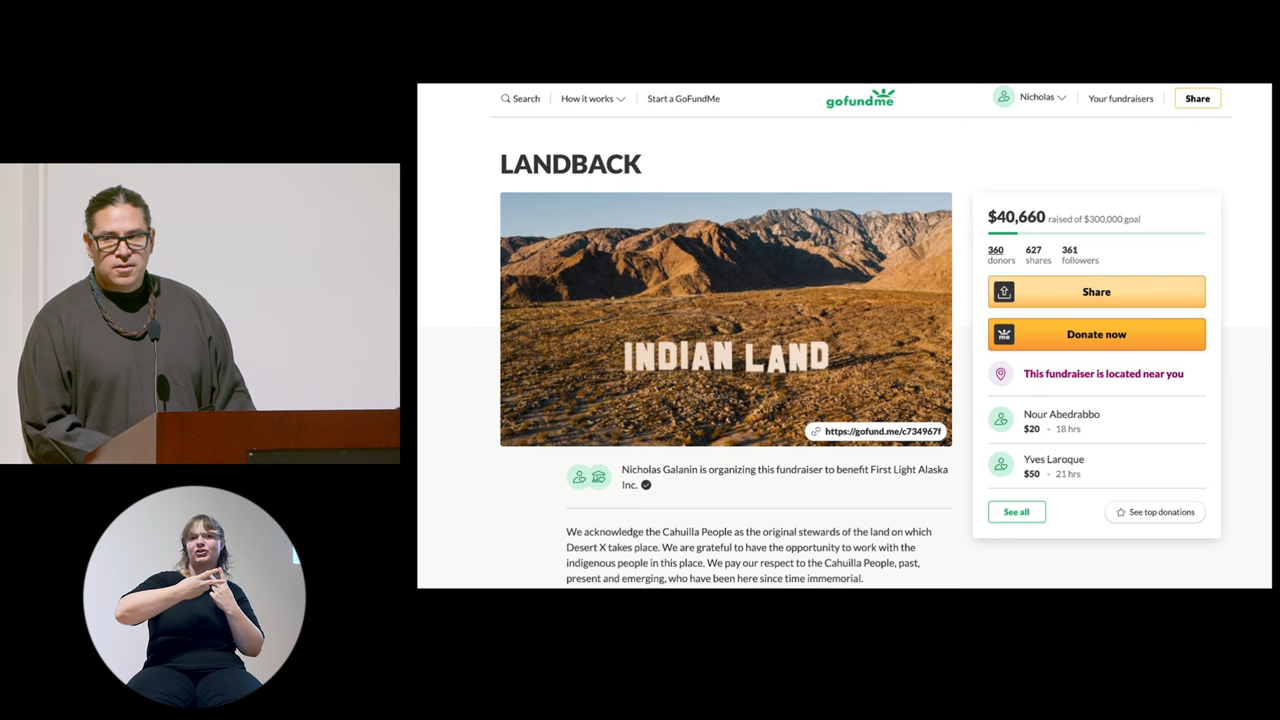 Search
How it works
Start a GoFundMe
gofundme
Nicholas
Your fundraisers
Share
LANDBACK
INDIAN LAND
https://gofund.me/c734967f
$40,660 raised of $300,000 goal
360 donors
627 shares
361 followers
Share
me
Donate now
This fundraiser is located near you
Nour Abedrabbo
$20 • 18 hrs
Yves Laroque
$50 • 21 hrs
See all
See top donations
Nicholas Galanin is organizing this fundraiser to benefit First Light Alaska
Inc.
We acknowledge the Cahuilla People as the original stewards of the land on which
Desert X takes place. We are grateful to have the opportunity to work with the
indigenous people in this place. We pay our respect to the Cahuilla People, past,
present and emerging, who have been here since time immemorial.